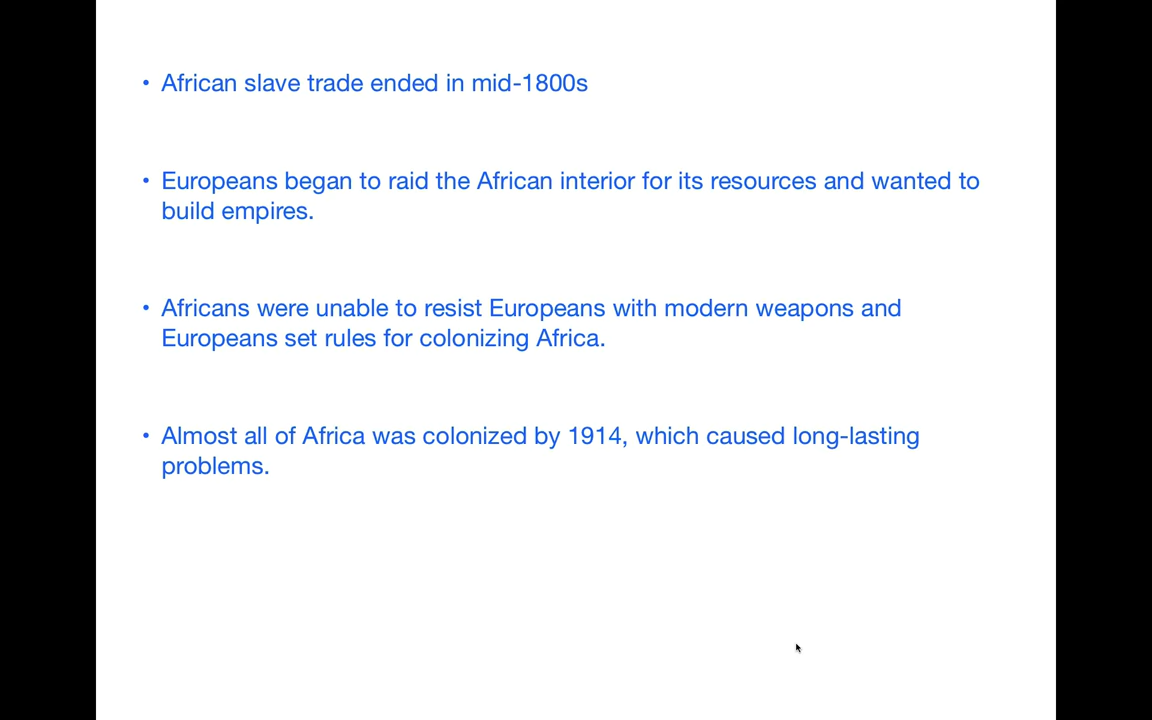 • African slave trade ended in mid-1800s
• Europeans began to raid the African interior for its resources and wanted to
build empires.
• Africans were unable to resist Europeans with modern weapons and
Europeans set rules for colonizing Africa.
• Almost all of Africa was colonized by 1914, which caused long-lasting
problems.